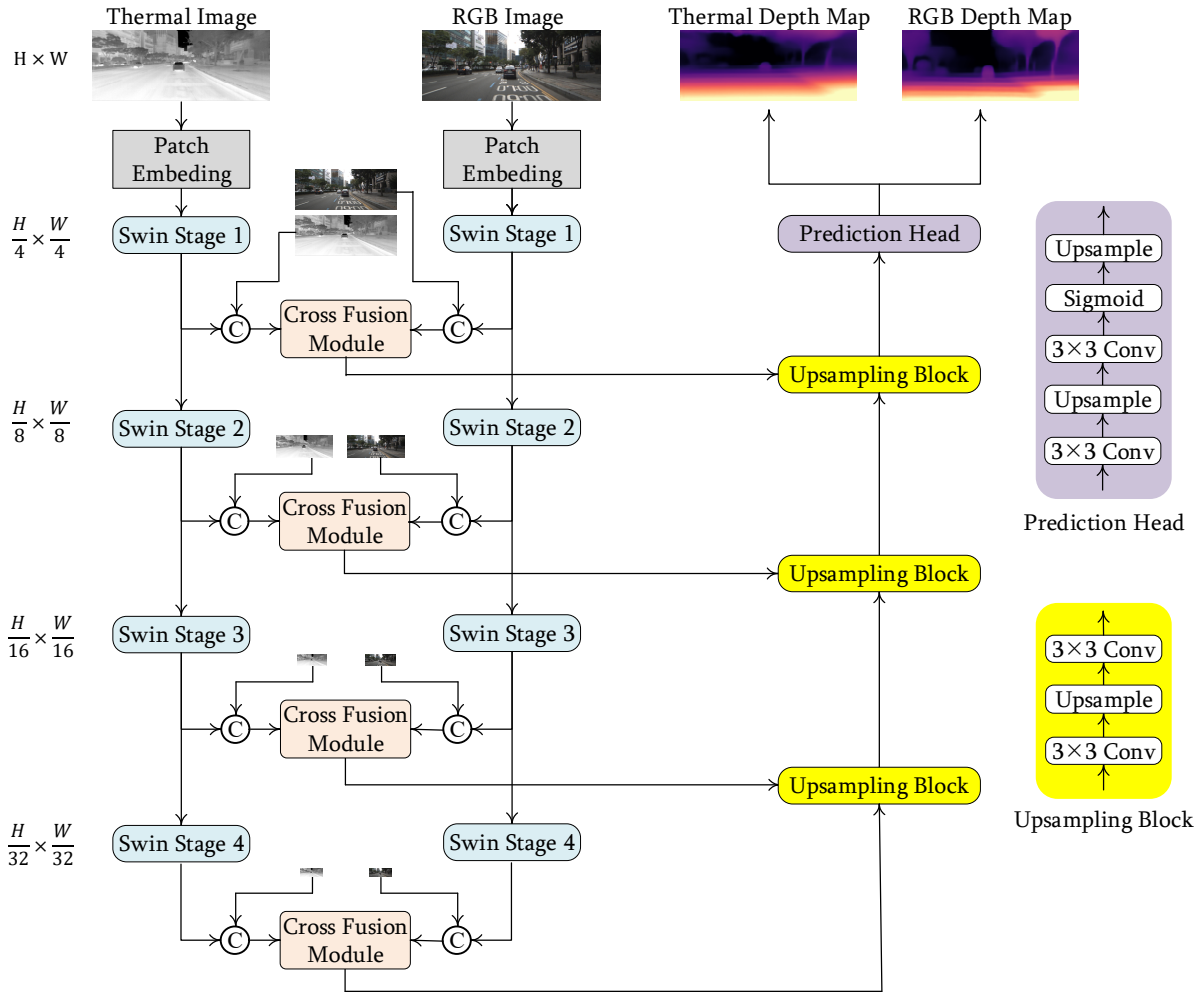 Thermal Image
RGB Image
Thermal Depth Map
RGB Depth Map
H × W
Patch
Embeding
Patch
Embeding
H/4 × W/4
Swin Stage 1
Swin Stage 1
Prediction Head
C
Cross Fusion
Module
C
Upsampling Block
H/8 × W/8
Swin Stage 2
Swin Stage 2
C
Cross Fusion
Module
C
Upsampling Block
H/16 × W/16
Swin Stage 3
Swin Stage 3
C
Cross Fusion
Module
C
Upsampling Block
H/32 × W/32
Swin Stage 4
Swin Stage 4
C
Cross Fusion
Module
C
Upsample
Sigmoid
3×3 Conv
Upsample
3×3 Conv
Prediction Head
3×3 Conv
Upsample
3×3 Conv
Upsampling Block